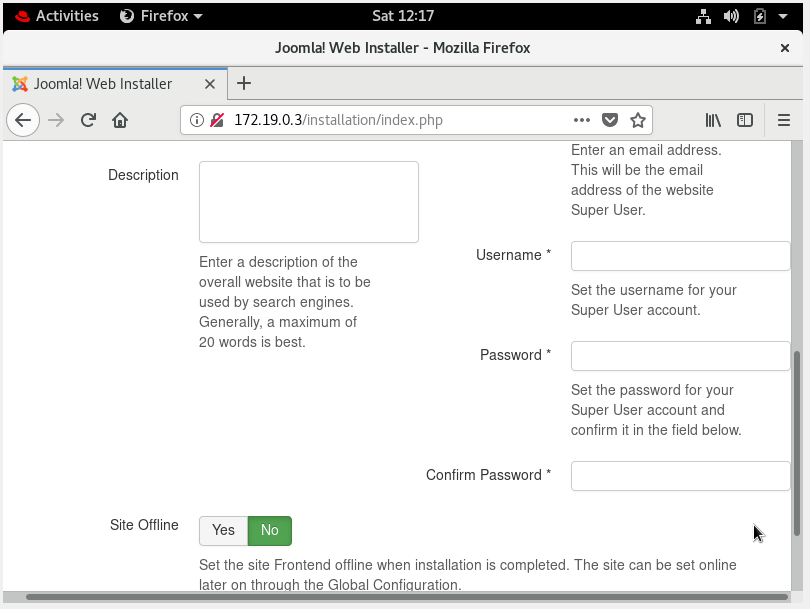 Activities
Firefox
Sat 12:17
Joomla! Web Installer - Mozilla Firefox
Joomla! Web Installer
172.19.0.3/installation/index.php
Description
Enter a description of the
overall website that is to be
used by search engines.
Generally, a maximum of
20 words is best.
Enter an email address.
This will be the email
address of the website
Super User.
Username *
Set the username for your
Super User account.
Password *
Set the password for your
Super User account and
confirm it in the field below.
Confirm Password *
Site Offline
Yes
No
Set the site Frontend offline when installation is completed. The site can be set online
later on through the Global Configuration.